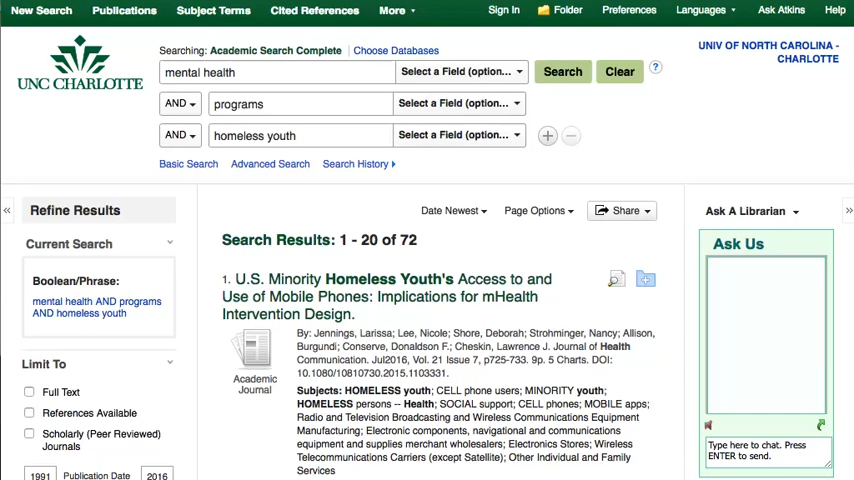 New Search Publications Subject Terms Cited References More Sign In Folder Preferences Languages Ask Atkins Help
Searching: Academic Search Complete Choose Databases
UNIV OF NORTH CAROLINA -
CHARLOTTE
mental health Select a Field (option... Search Clear ?
UNC CHARLOTTE
AND programs Select a Field (option...
AND homeless youth Select a Field (option...
Basic Search Advanced Search Search History
« Refine Results
Date Newest Page Options Share
Ask A Librarian »
Current Search
Search Results: 1 - 20 of 72
Ask Us
Boolean/Phrase:
mental health AND programs
AND homeless youth
1. U.S. Minority Homeless Youth's Access to and
Use of Mobile Phones: Implications for mHealth
Intervention Design.
By: Jennings, Larissa; Lee, Nicole; Shore, Deborah; Strohminger, Nancy; Allison,
Burgundi; Conserve, Donaldson F.; Cheskin, Lawrence J. Journal of Health
Communication. Jul2016, Vol. 21 Issue 7, p725-733. 9p. 5 Charts. DOI:
10.1080/10810730.2015.1103331.
Academic
Journal
Subjects: HOMELESS youth; CELL phone users; MINORITY youth;
HOMELESS persons -- Health; SOCIAL support; CELL phones; MOBILE apps;
Radio and Television Broadcasting and Wireless Communications Equipment
Manufacturing; Electronic components, navigational and communications
equipment and supplies merchant wholesalers; Electronics Stores; Wireless
Telecommunications Carriers (except Satellite); Other Individual and Family
Services
Limit To
Full Text
References Available
Scholarly (Peer Reviewed)
Journals
1991 Publication Date 2016
Type here to chat. Press
ENTER to send.